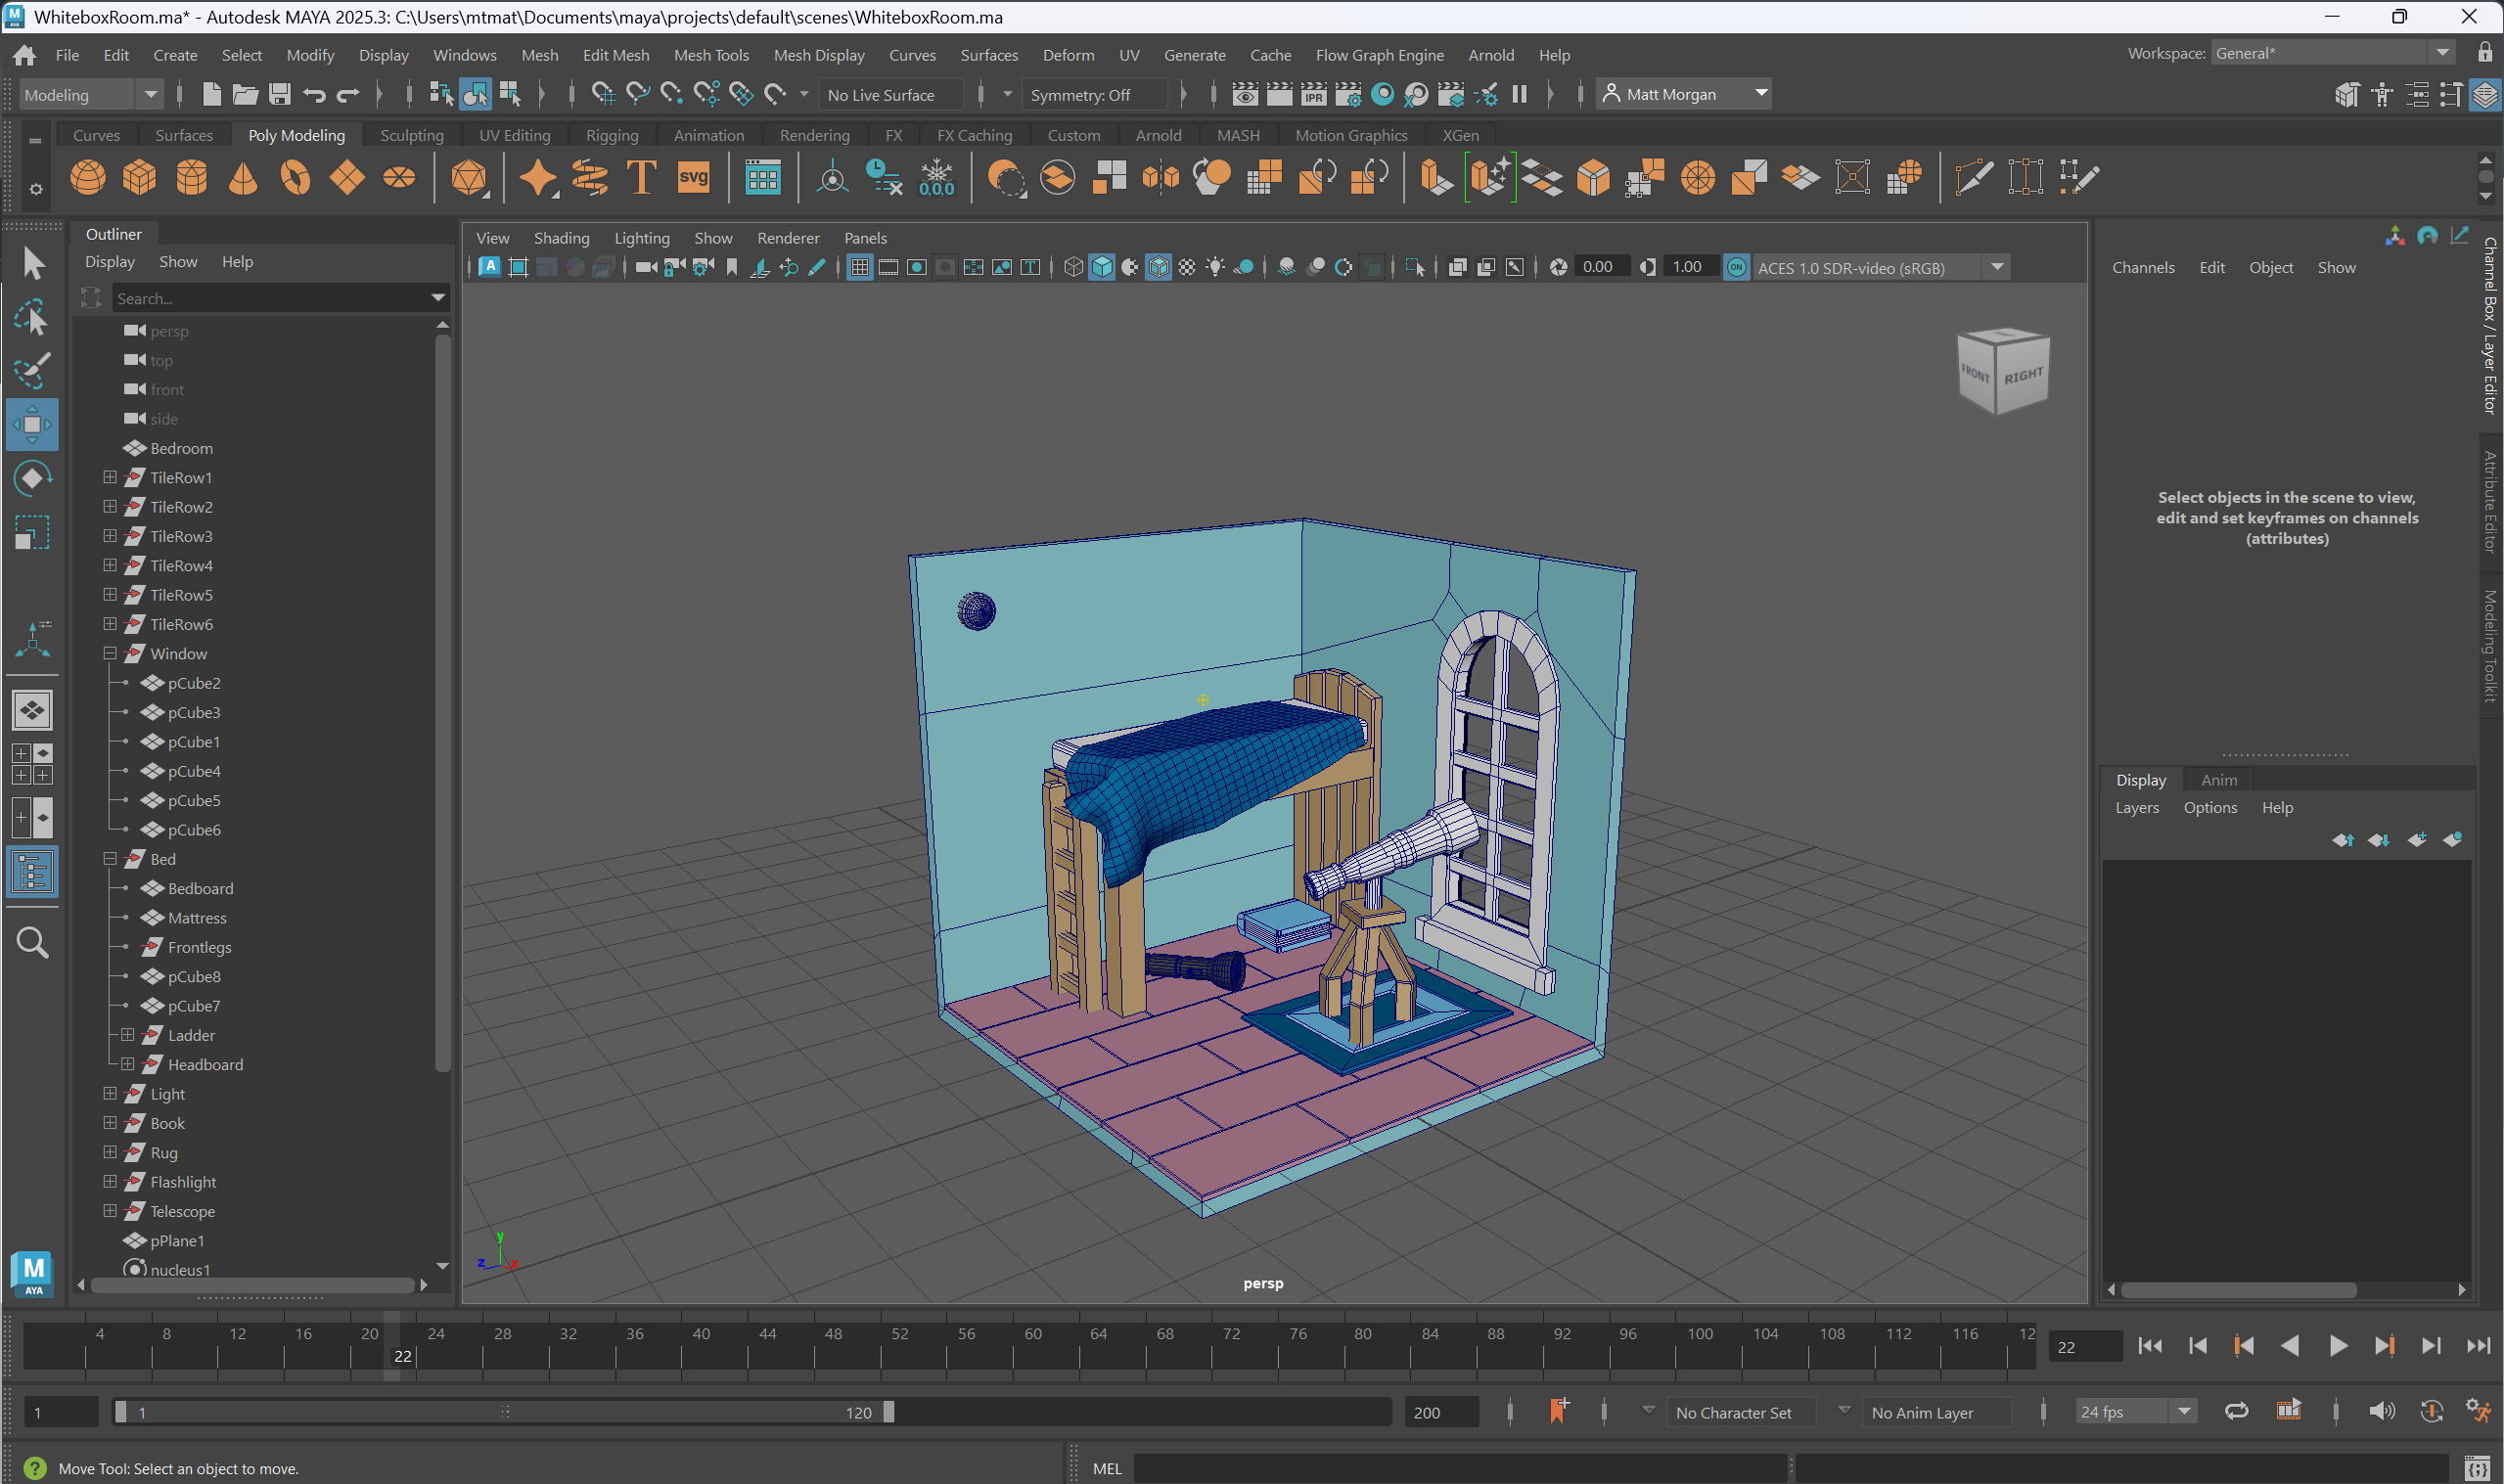 WhiteboxRoom.ma* - Autodesk MAYA 2025.3: C:\Users\mtmat\Documents\maya\projects\default\scenes\WhiteboxRoom.ma
File Edit Create Select Modify Display Windows Mesh Edit Mesh Mesh Tools Mesh Display Curves Surfaces Deform UV Generate Cache Flow Graph Engine Arnold Help
Workspace: General*
Modeling
No Live Surface
Symmetry: Off
IPR
Matt Morgan
Curves Surfaces Poly Modeling Sculpting UV Editing Rigging Animation Rendering FX FX Caching Custom Arnold MASH Motion Graphics XGen
T
svg
0,0,0
Outliner
Display Show Help
Search...
persp
top
front
side
Bedroom
TileRow1
TileRow2
TileRow3
TileRow4
TileRow5
TileRow6
Window
pCube2
pCube3
pCube1
pCube4
pCube5
pCube6
Bed
Bedboard
Mattress
Frontlegs
pCube8
pCube7
Ladder
Headboard
Light
Book
Rug
Flashlight
Telescope
pPlane1
nucleus1
M
AYA
View Shading Lighting Show Renderer Panels
0.00
1.00
ON
ACES 1.0 SDR-video (sRGB)
FRONT
RIGHT
y
z
x
persp
Channels Edit Object Show
Select objects in the scene to view,
edit and set keyframes on channels
(attributes)
Channel Box / Layer Editor
Attribute Editor
Modeling Toolkit
Display Anim
Layers Options Help
4 8 12 16 20 24 28 32 36 40 44 48 52 56 60 64 68 72 76 80 84 88 92 96 100 104 108 112 116 12
22
22
1
1
120
200
No Character Set
No Anim Layer
24 fps
Move Tool: Select an object to move.
MEL